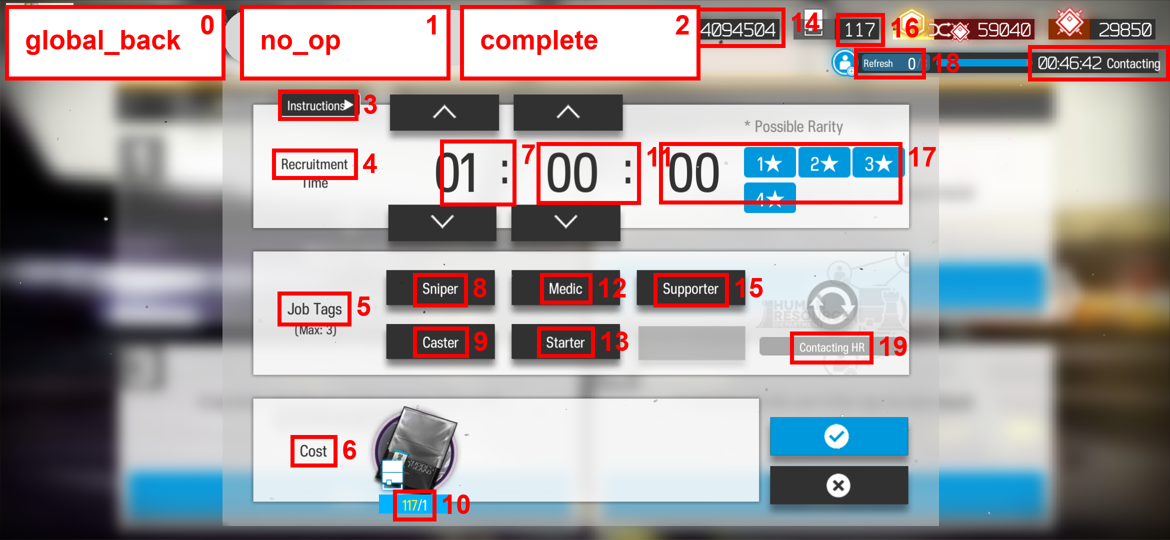 global_back 0
no_op 1
complete 2
4094504 14
117 16
59040
29850
Refresh 0/ 18
00:46:42 Contacting
Instructions 3
* Possible Rarity
Recruitment 4
Time
01 : 7 00 : 11 00
1★ 2★ 3★ 17
4★
Sniper 8
Medic 12
Supporter 15
Job Tags 5
(Max: 3)
Caster 9
Starter 13
Contacting HR 19
Cost 6
117/1 10